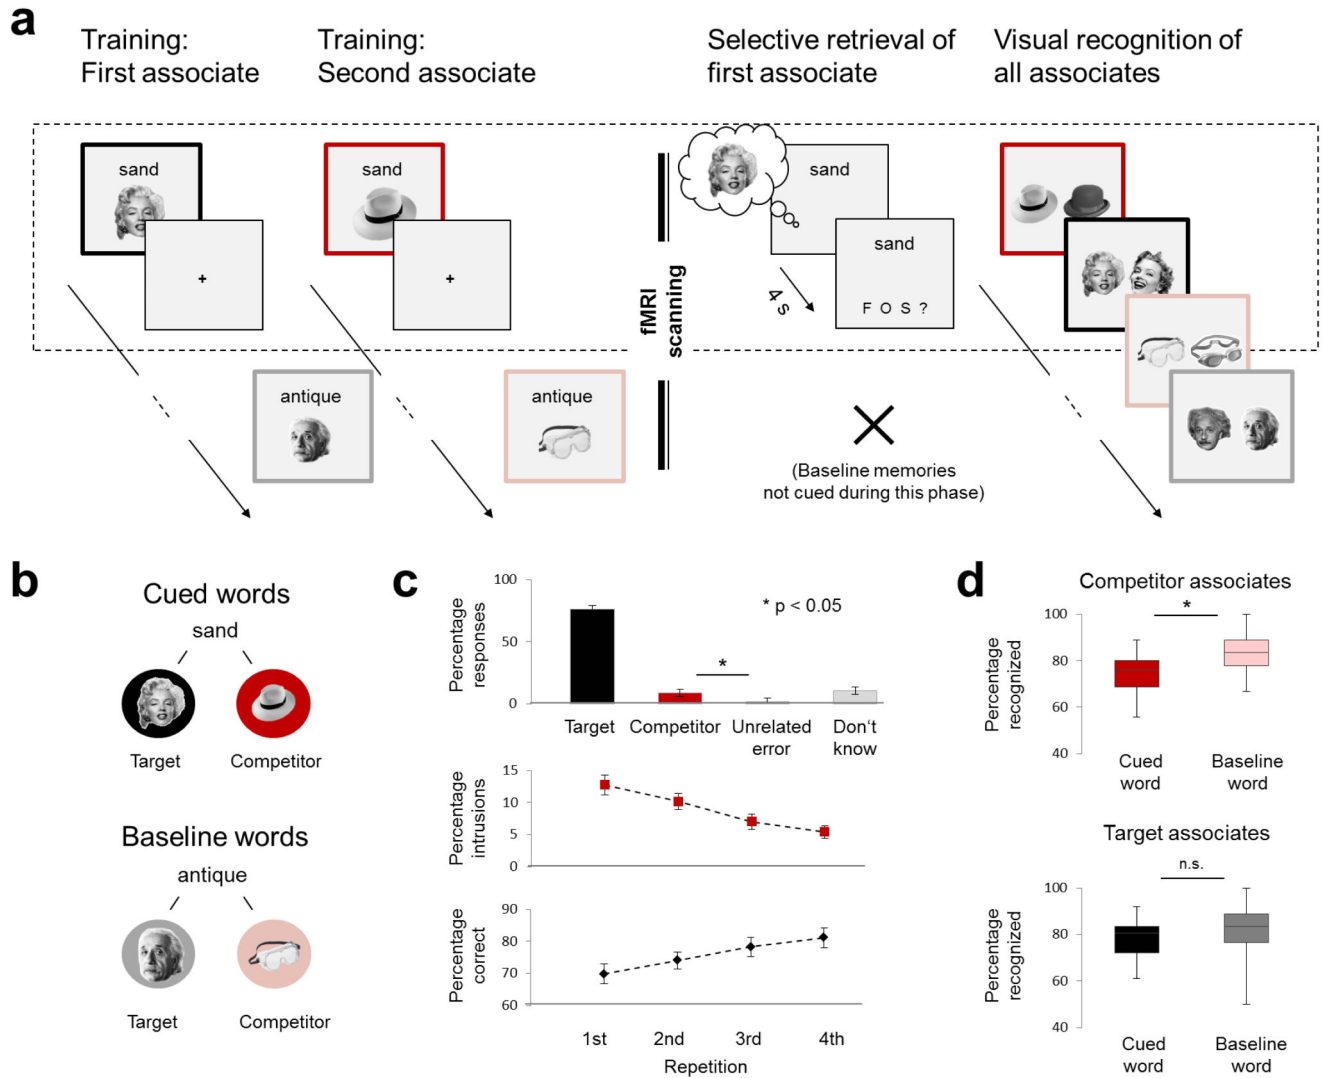 a
Training:
First associate
Training:
Second associate
Selective retrieval of
first associate
Visual recognition of
all associates
sand
+
sand
+
fMRI
scanning
sand
4 s
sand
F O S ?
antique
antique
(Baseline memories
not cued during this phase)
b
Cued words
sand
Target
Competitor
Baseline words
antique
Target
Competitor
c
Percentage
responses
100
50
0
* p < 0.05
*
Target
Competitor
Unrelated
error
Don't
know
Percentage
intrusions
15
10
5
0
Percentage
correct
90
80
70
60
1st
2nd
3rd
4th
Repetition
d
Competitor associates
Percentage
recognized
100
80
60
40
*
Cued
word
Baseline
word
Target associates
n.s.
Percentage
recognized
100
80
60
40
Cued
word
Baseline
word